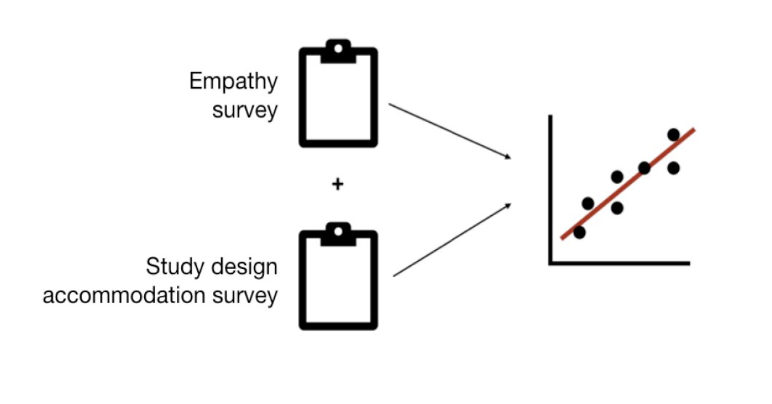 Empathy
survey
+
Study design
accommodation survey